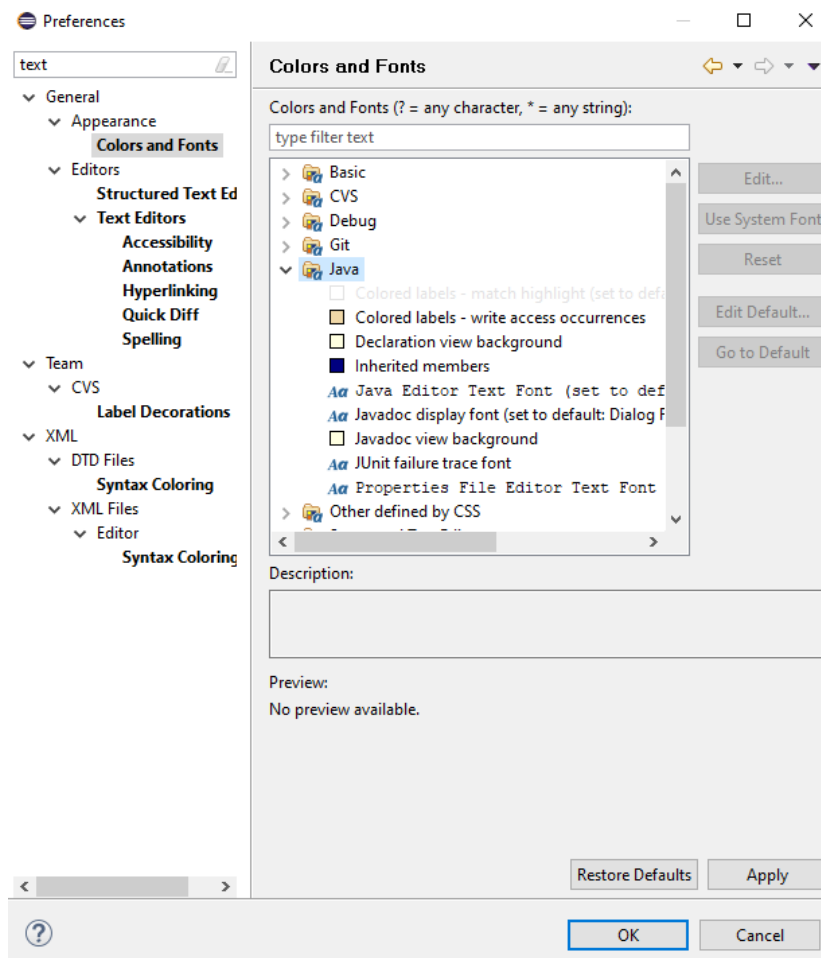 Preferences
text
General
Appearance
Colors and Fonts
Editors
Structured Text Ed
Text Editors
Accessibility
Annotations
Hyperlinking
Quick Diff
Spelling
Team
CVS
Label Decorations
XML
DTD Files
Syntax Coloring
XML Files
Editor
Syntax Coloring
Colors and Fonts
Colors and Fonts (? = any character, * = any string):
type filter text
Basic
CVS
Debug
Git
Java
Colored labels - match highlight (set to defa
Colored labels - write access occurrences
Declaration view background
Inherited members
Aa Java Editor Text Font (set to def
Aa Javadoc display font (set to default: Dialog F
Javadoc view background
Aa JUnit failure trace font
Aa Properties File Editor Text Font
Other defined by CSS
Edit...
Use System Font
Reset
Edit Default...
Go to Default
Description:
Preview:
No preview available.
Restore Defaults
Apply
?
OK
Cancel